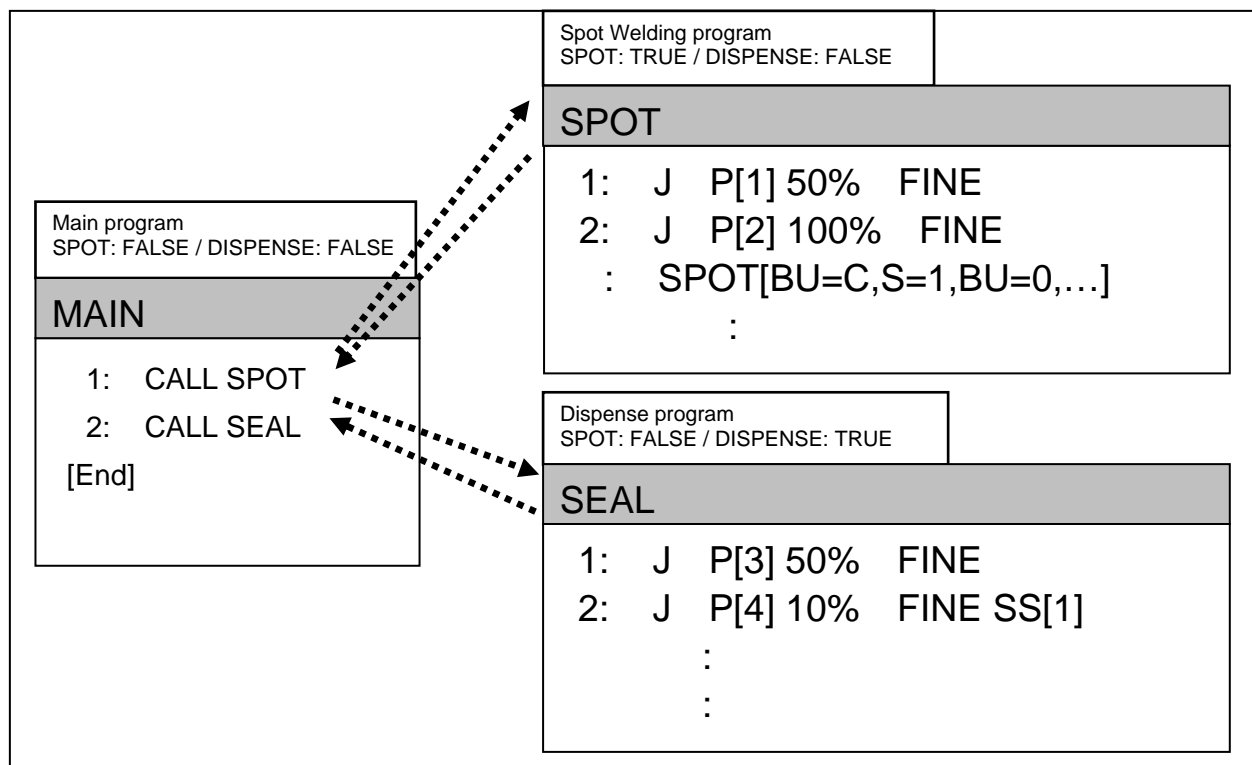 Spot Welding program
SPOT: TRUE / DISPENSE: FALSE
SPOT
1: J P[1] 50% FINE
2: J P[2] 100% FINE
: SPOT[BU=C,S=1,BU=0,…]
:
Main program
SPOT: FALSE / DISPENSE: FALSE
MAIN
1: CALL SPOT
2: CALL SEAL
[End]
Dispense program
SPOT: FALSE / DISPENSE: TRUE
SEAL
1: J P[3] 50% FINE
2: J P[4] 10% FINE SS[1]
:
: